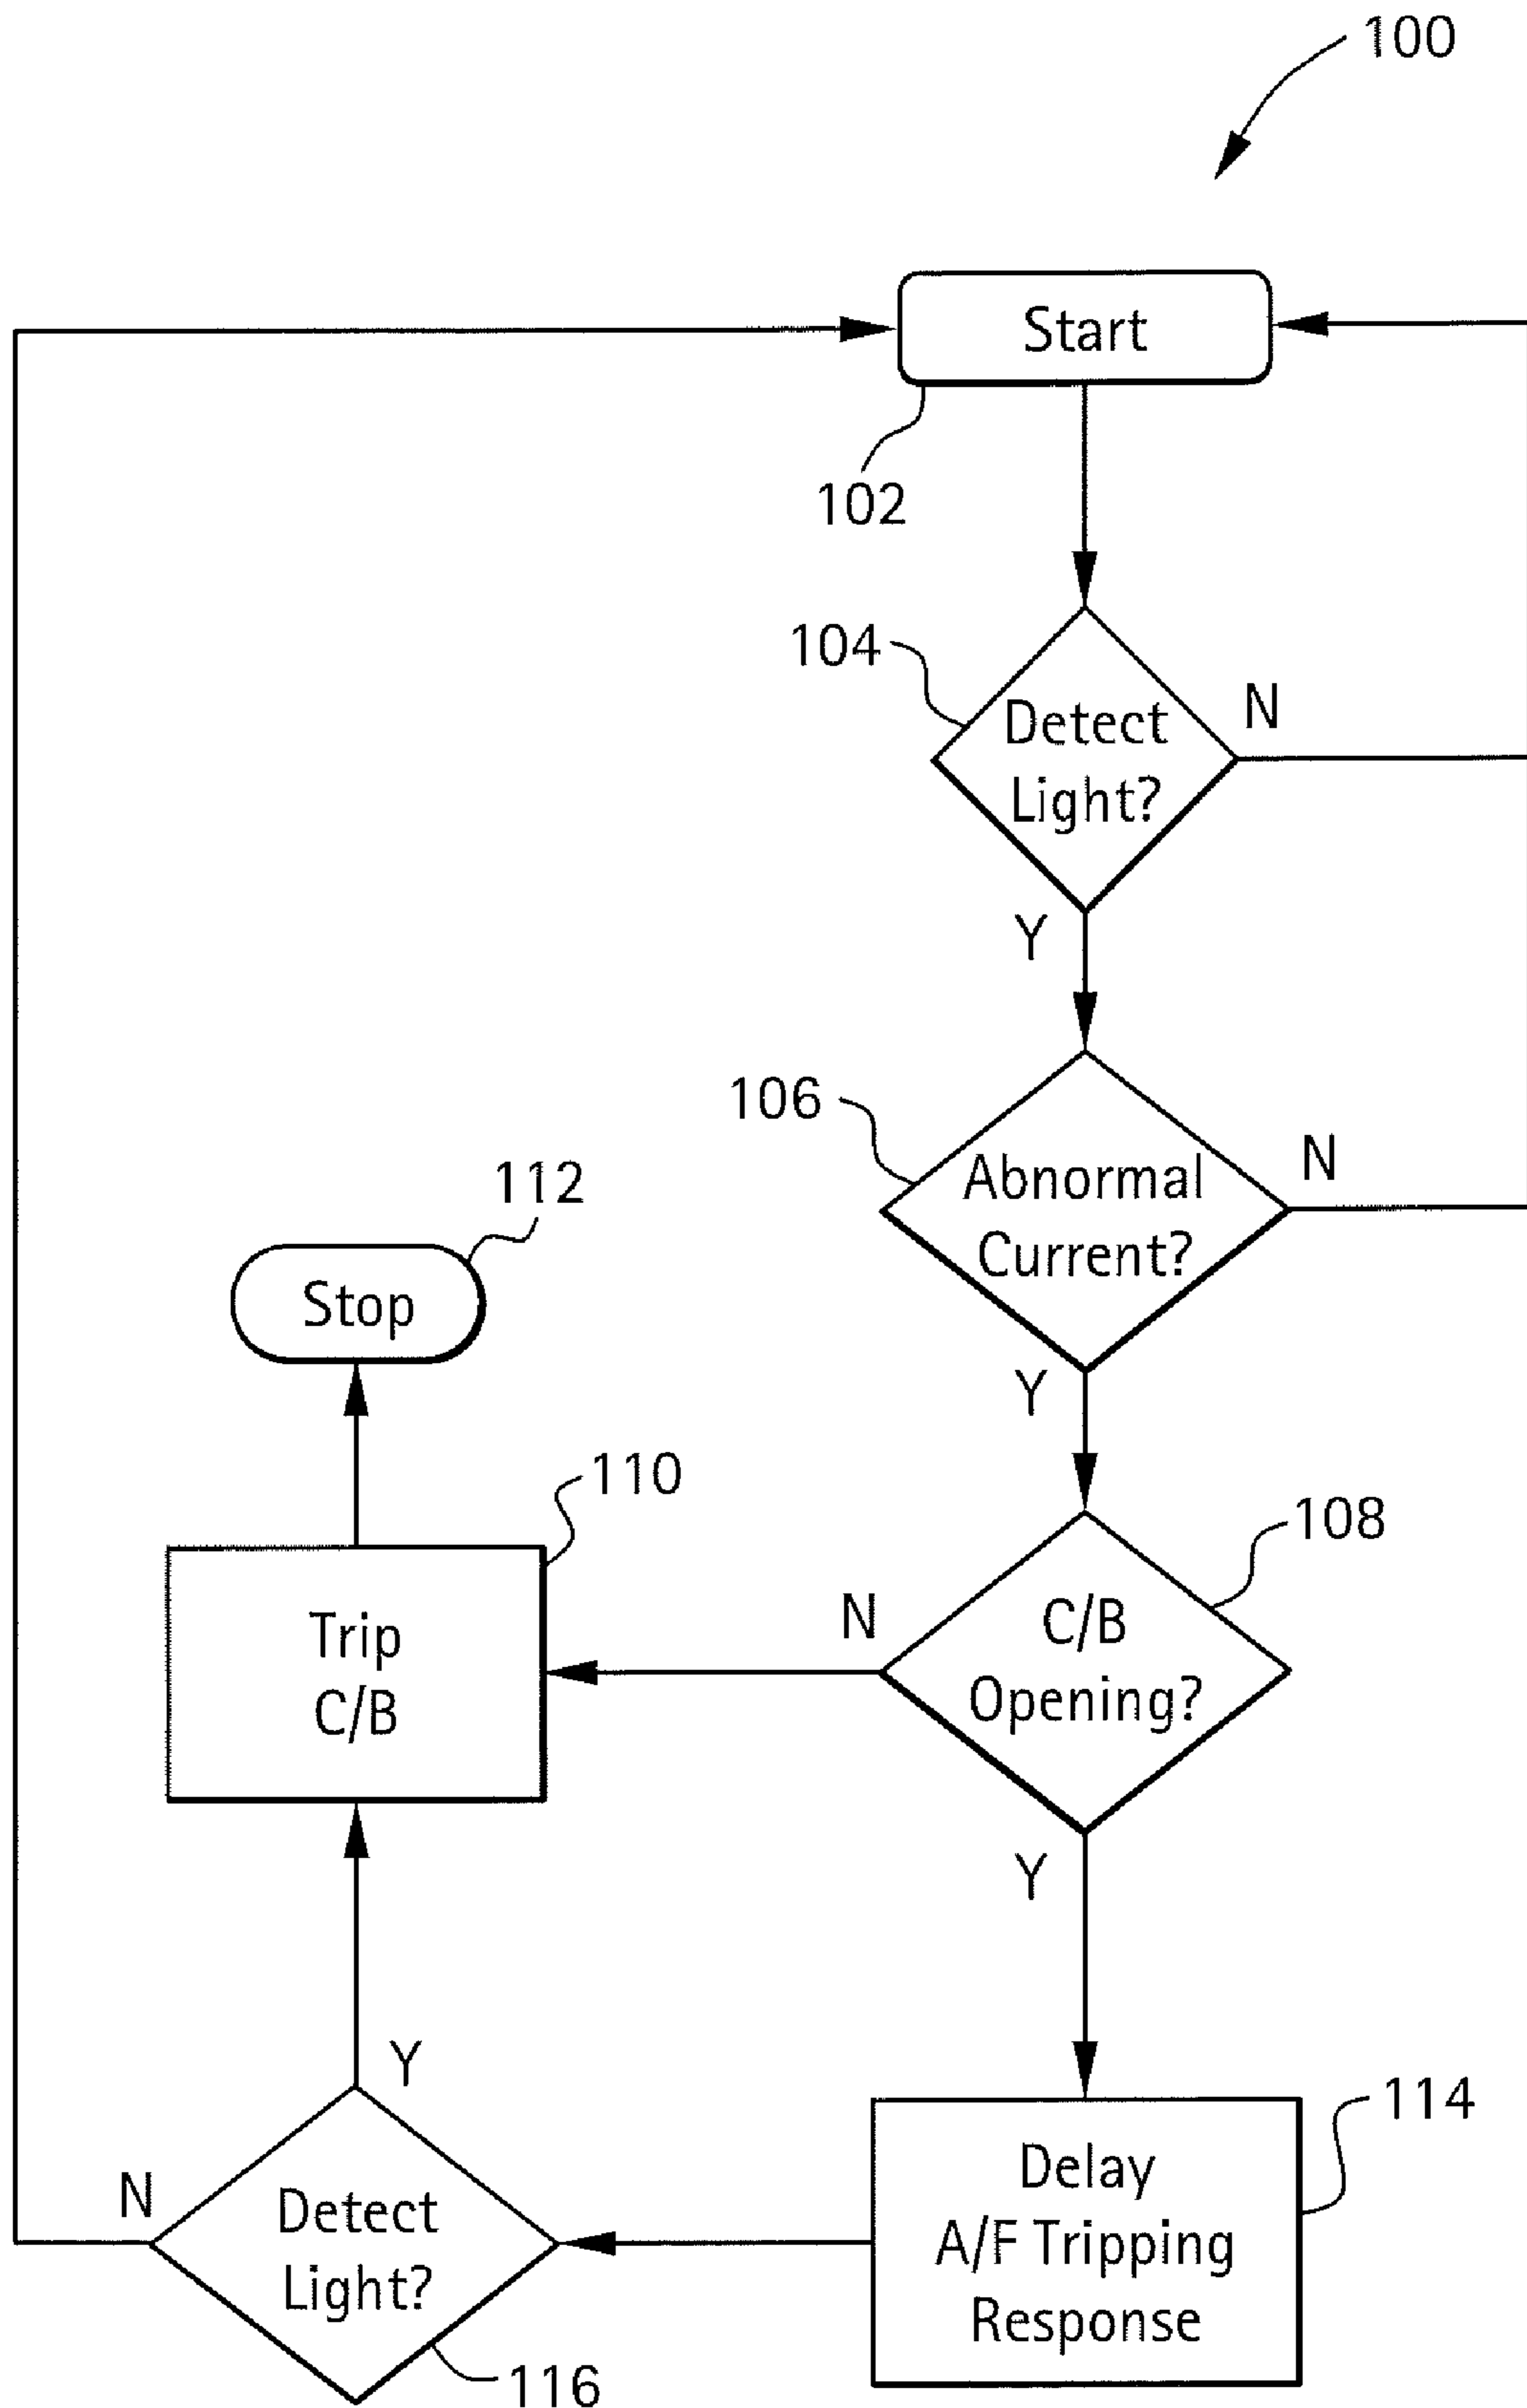 100
Start
102
104
Detect
Light?
N
Y
106
Abnormal
Current?
N
112
Stop
Y
110
108
Trip
C/B
N
C/B
Opening?
Y
Y
114
N
Detect
Light?
Delay
A/F Tripping
Response
116